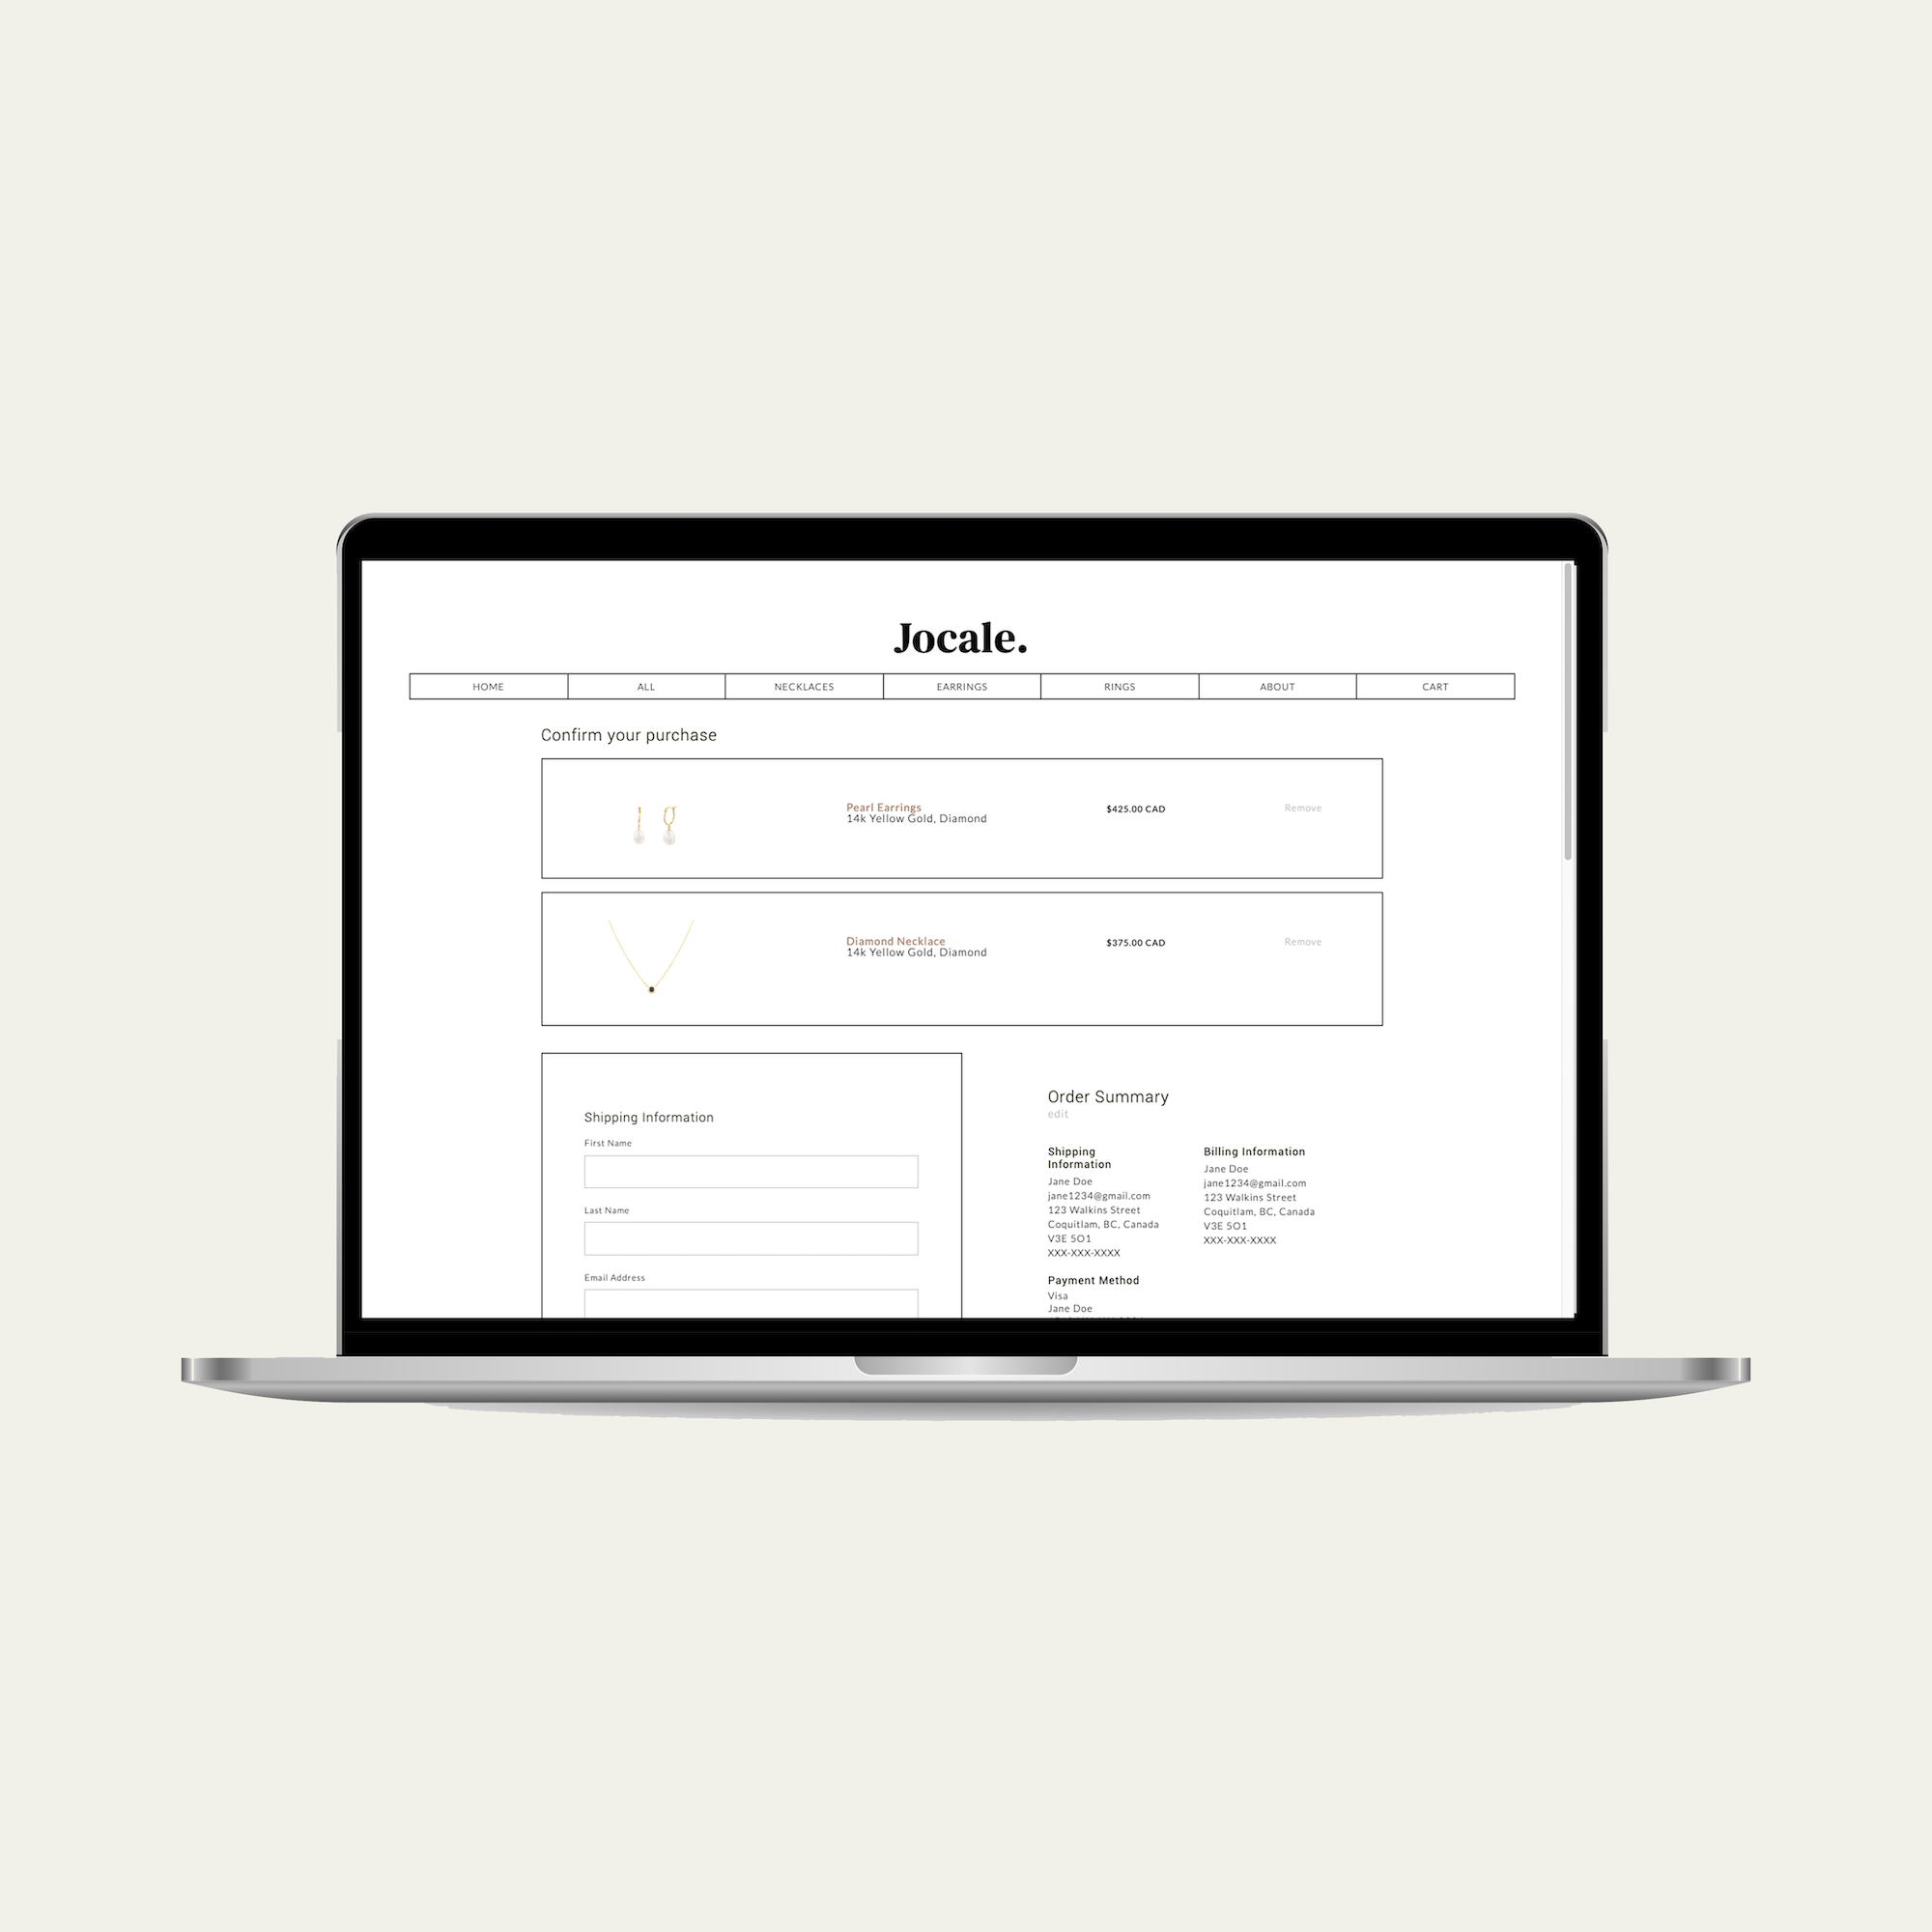 Jocale.
HOME
ALL
NECKLACES
EARRINGS
RINGS
ABOUT
CART
Confirm your purchase
Pearl Earrings
14k Yellow Gold, Diamond
$425.00 CAD
Remove
Diamond Necklace
14k Yellow Gold, Diamond
$375.00 CAD
Remove
Shipping Information
First Name
Last Name
Email Address
Order Summary
edit
Shipping
Information
Jane Doe
jane1234@gmail.com
123 Walkins Street
Coquitlam, BC, Canada
V3E 5O1
XXX-XXX-XXXX
Billing Information
Jane Doe
jane1234@gmail.com
123 Walkins Street
Coquitlam, BC, Canada
V3E 5O1
XXX-XXX-XXXX
Payment Method
Visa
Jane Doe